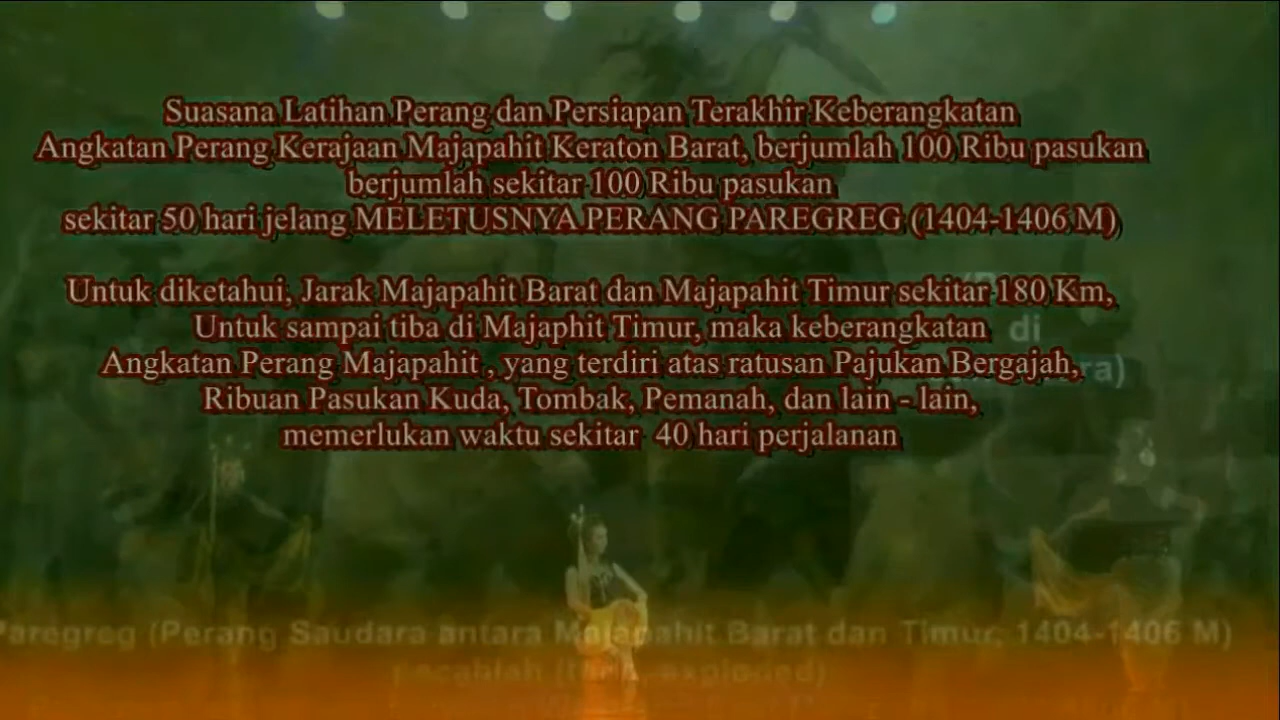 Suasana Latihan Perang dan Persiapan Terakhir Keberangkatan
Angkatan Perang Kerajaan Majapahit Keraton Barat, berjumlah 100 Ribu pasukan
berjumlah sekitar 100 Ribu pasukan
sekitar 50 hari jelang MELETUSNYA PERANG PAREGREG (1404-1406 M)
Untuk diketahui, Jarak Majapahit Barat dan Majapahit Timur sekitar 180 Km,
Untuk sampai tiba di Majaphit Timur, maka keberangkatan
di
Angkatan Perang Majapahit , yang terdiri atas ratusan Pajukan Bergajah,
Ribuan Pasukan Kuda, Tombak, Pemanah, dan lain - lain,
memerlukan waktu sekitar 40 hari perjalanan
Paregreg (Perang Saudara antara Majapahit Barat dan Timur, 1404-1406 M)